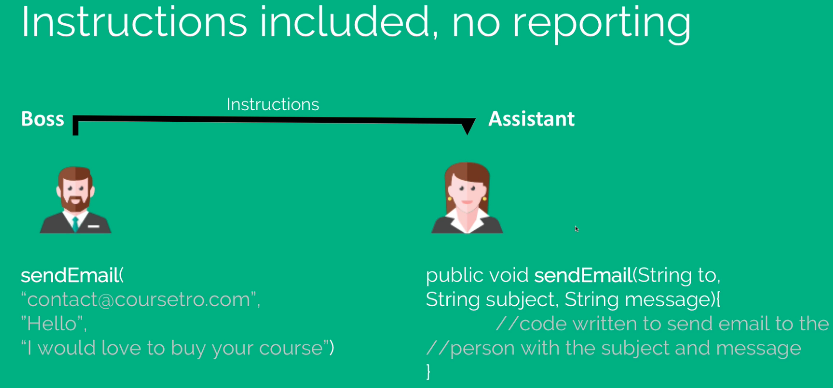 Instructions included, no reporting
Instructions
Boss
Assistant
sendEmail(
“contact@coursetro.com”,
”Hello”,
“I would love to buy your course”)
public void sendEmail(String to,
String subject, String message){
//code written to send email to the
//person with the subject and message
}